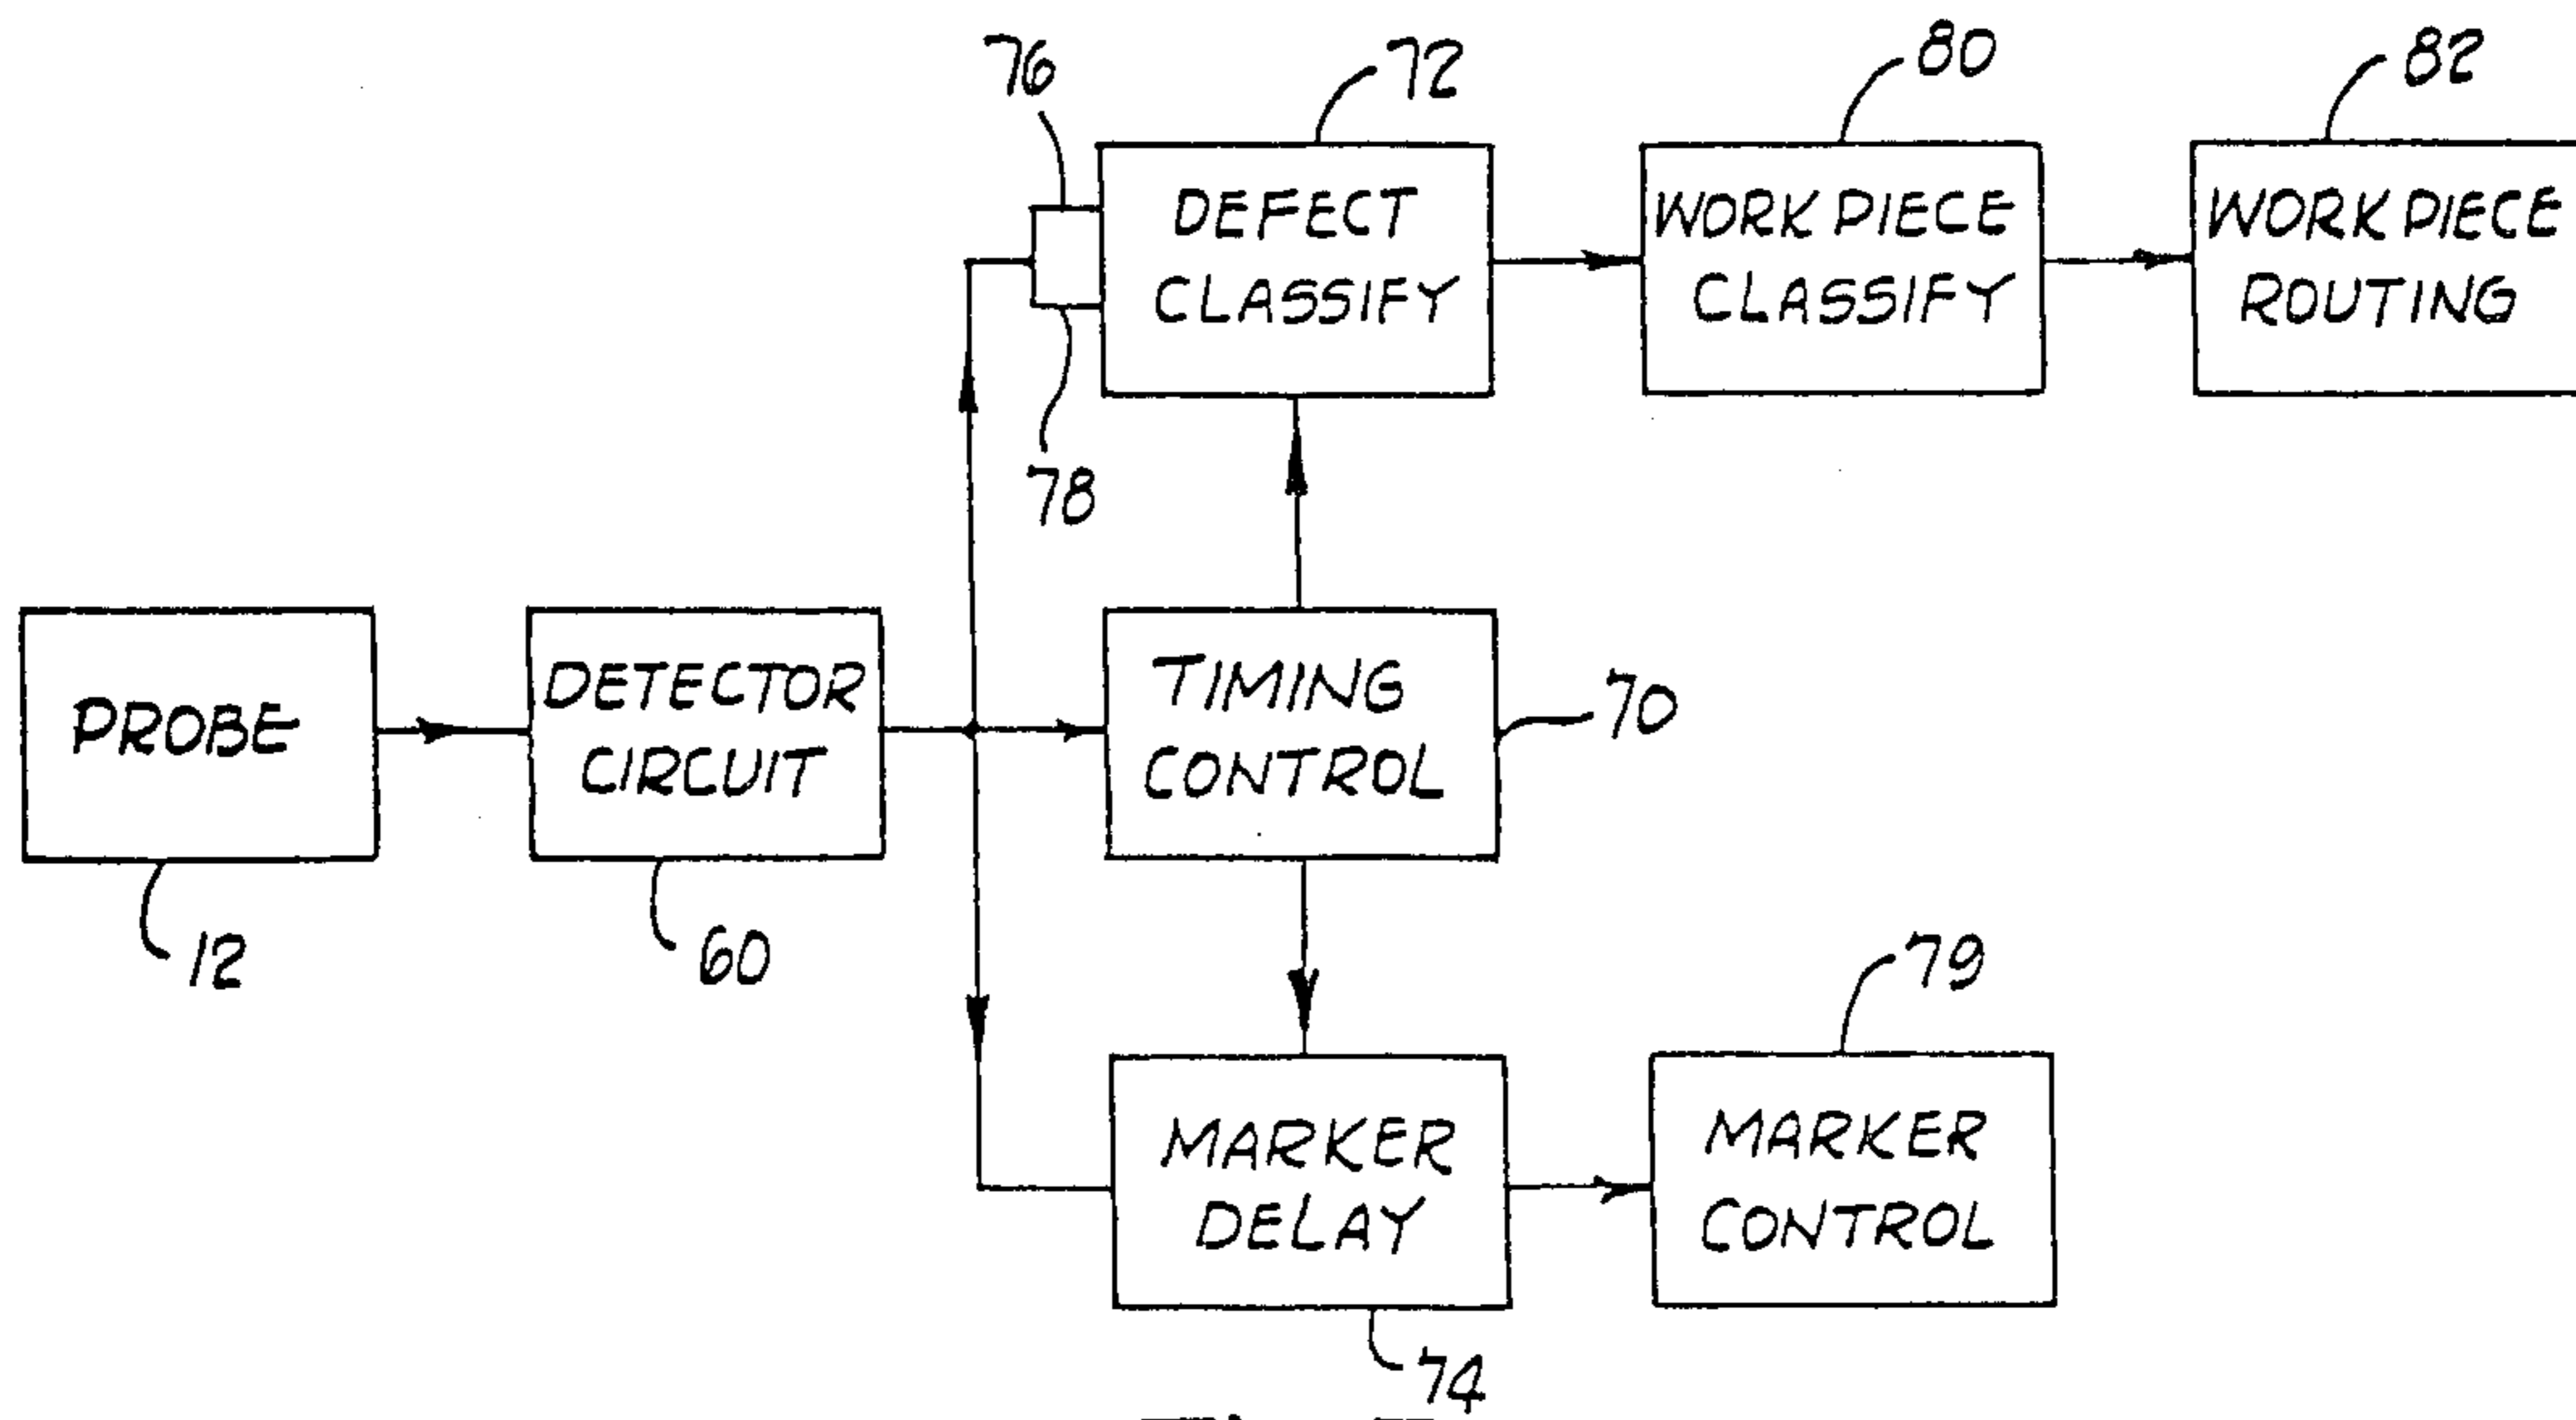 76
72
80
82
DEFECT
CLASSIFY
WORK PIECE
CLASSIFY
WORK PIECE
ROUTING
78
PROBE
DETECTOR
CIRCUIT
TIMING
CONTROL
70
12
60
79
MARKER
DELAY
MARKER
CONTROL
74